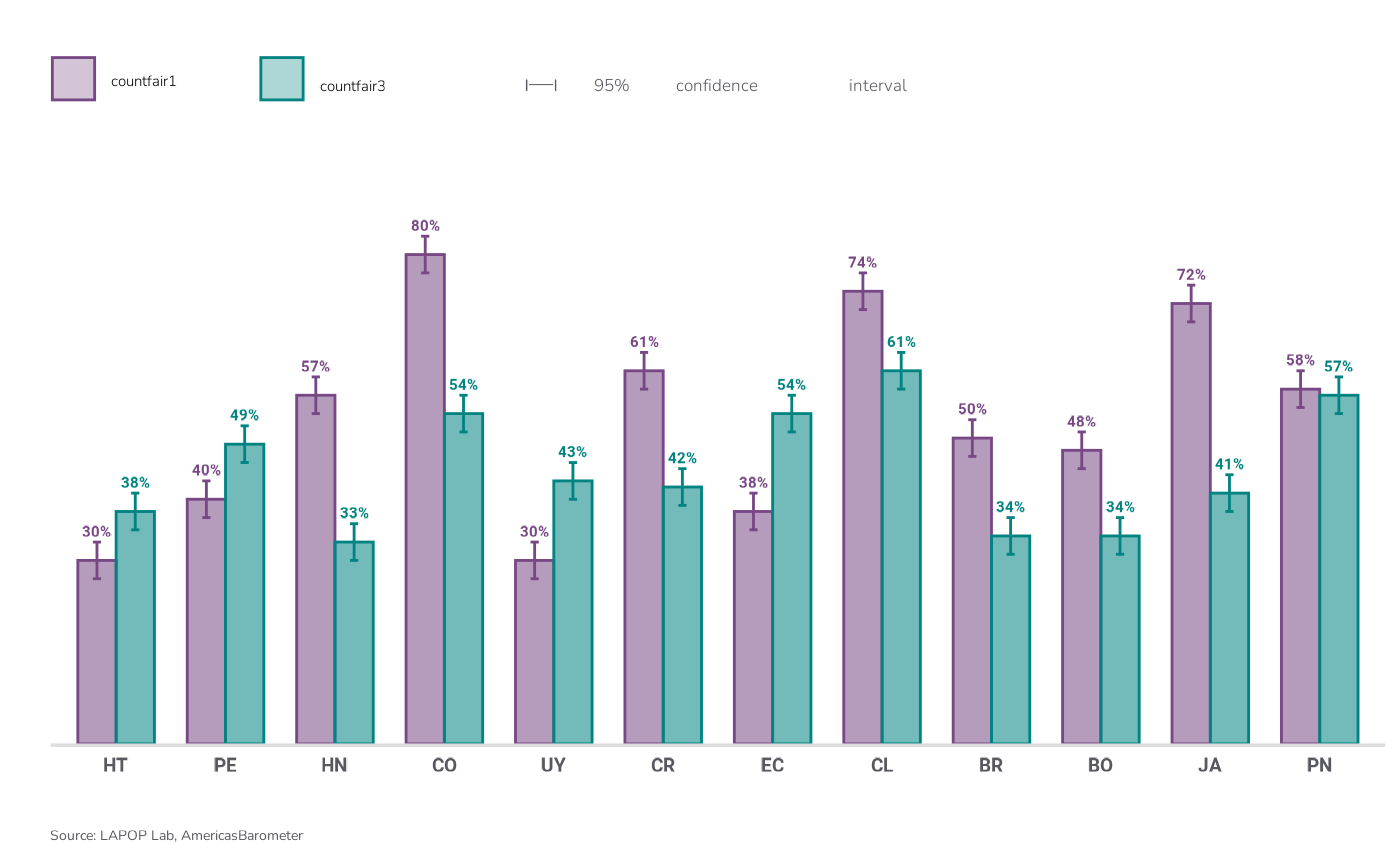 countfair1 countfair3 95% confidence interval
80%
74%
72%
61% 61%
57% 58% 57%
54% 54%
49% 50%
48%
40% 43% 42%
38% 38% 41%
30% 33% 30% 34% 34%
HT PE HN CO UY CR EC CL BR BO JA PN
Source: LAPOP Lab, AmericasBarometer